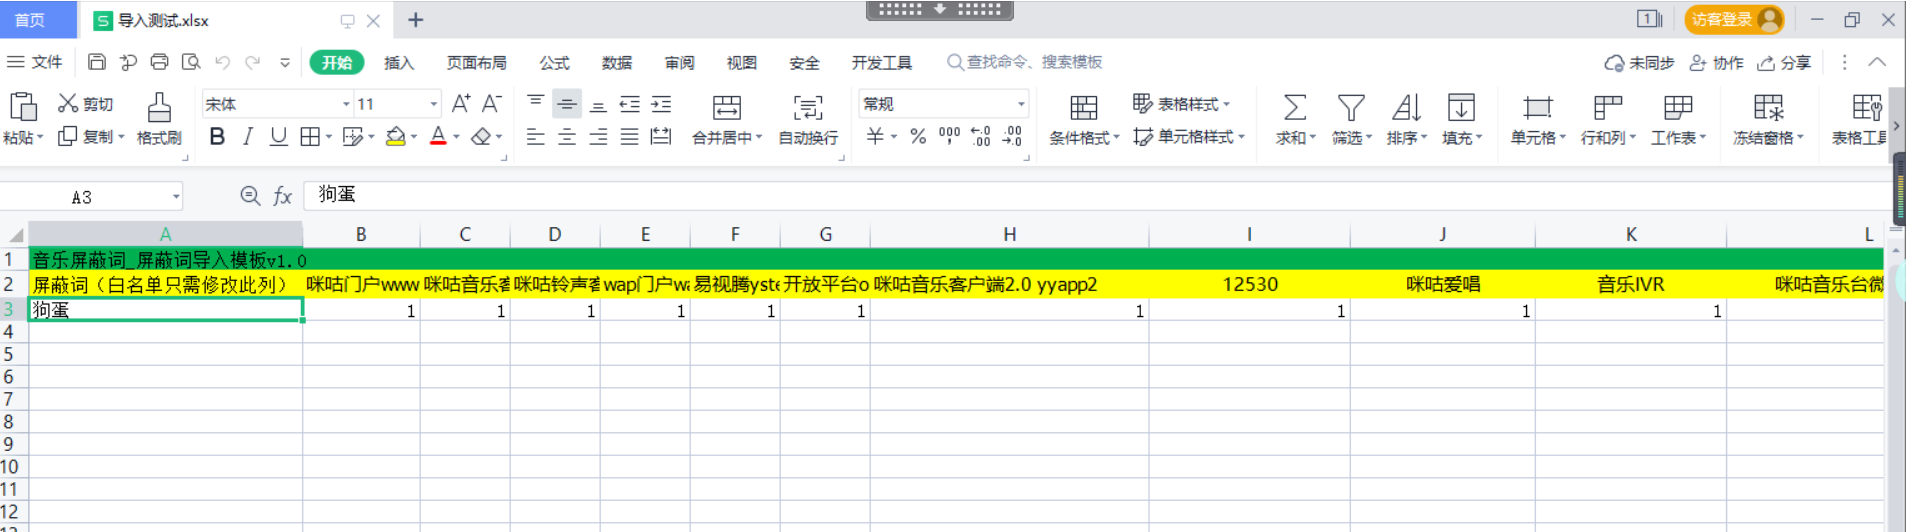 首页 导入测试.xlsx 1 访客登录
文件 开始 插入 页面布局 公式 数据 审阅 视图 安全 开发工具 查找命令、搜索模板 未同步 协作 分享
剪切 宋体 11 A+ A- 常规 表格样式
粘贴 复制 格式刷 B I U A 合并居中 自动换行 ¥ % 000 ←.0 .00 .00 →.0 条件格式 单元格样式 求和 筛选 排序 填充 单元格 行和列 工作表 冻结窗格 表格工具
A3 fx 狗蛋
A B C D E F G H I J K L
1 音乐屏蔽词_屏蔽词导入模板v1.0
2 屏蔽词（白名单只需修改此列） 咪咕门户www 咪咕音乐客 咪咕铃声客 wap门户wa 易视腾yste 开放平台o 咪咕音乐客户端2.0 yyapp2 12530 咪咕爱唱 音乐IVR 咪咕音乐台微
3 狗蛋 1 1 1 1 1 1 1 1 1 1
4
5
6
7
8
9
10
11
12